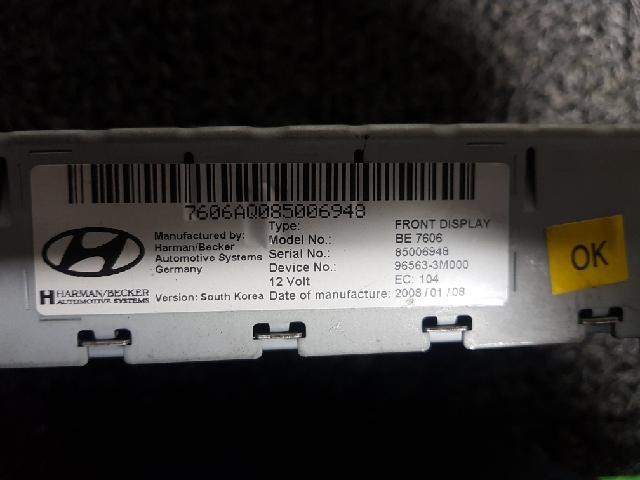 7606AQ085006948
Manufactured by:
Harman/Becker
Automotive Systems
Germany
Type: FRONT DISPLAY
Model No.: BE 7606
Serial No.: 85006948
Device No.: 96563-3M000
12 Volt EC: 104
HARMAN/BECKER
AUTOMOTIVE SYSTEMS
Version: South Korea Date of manufacture: 2008/01/08
OK